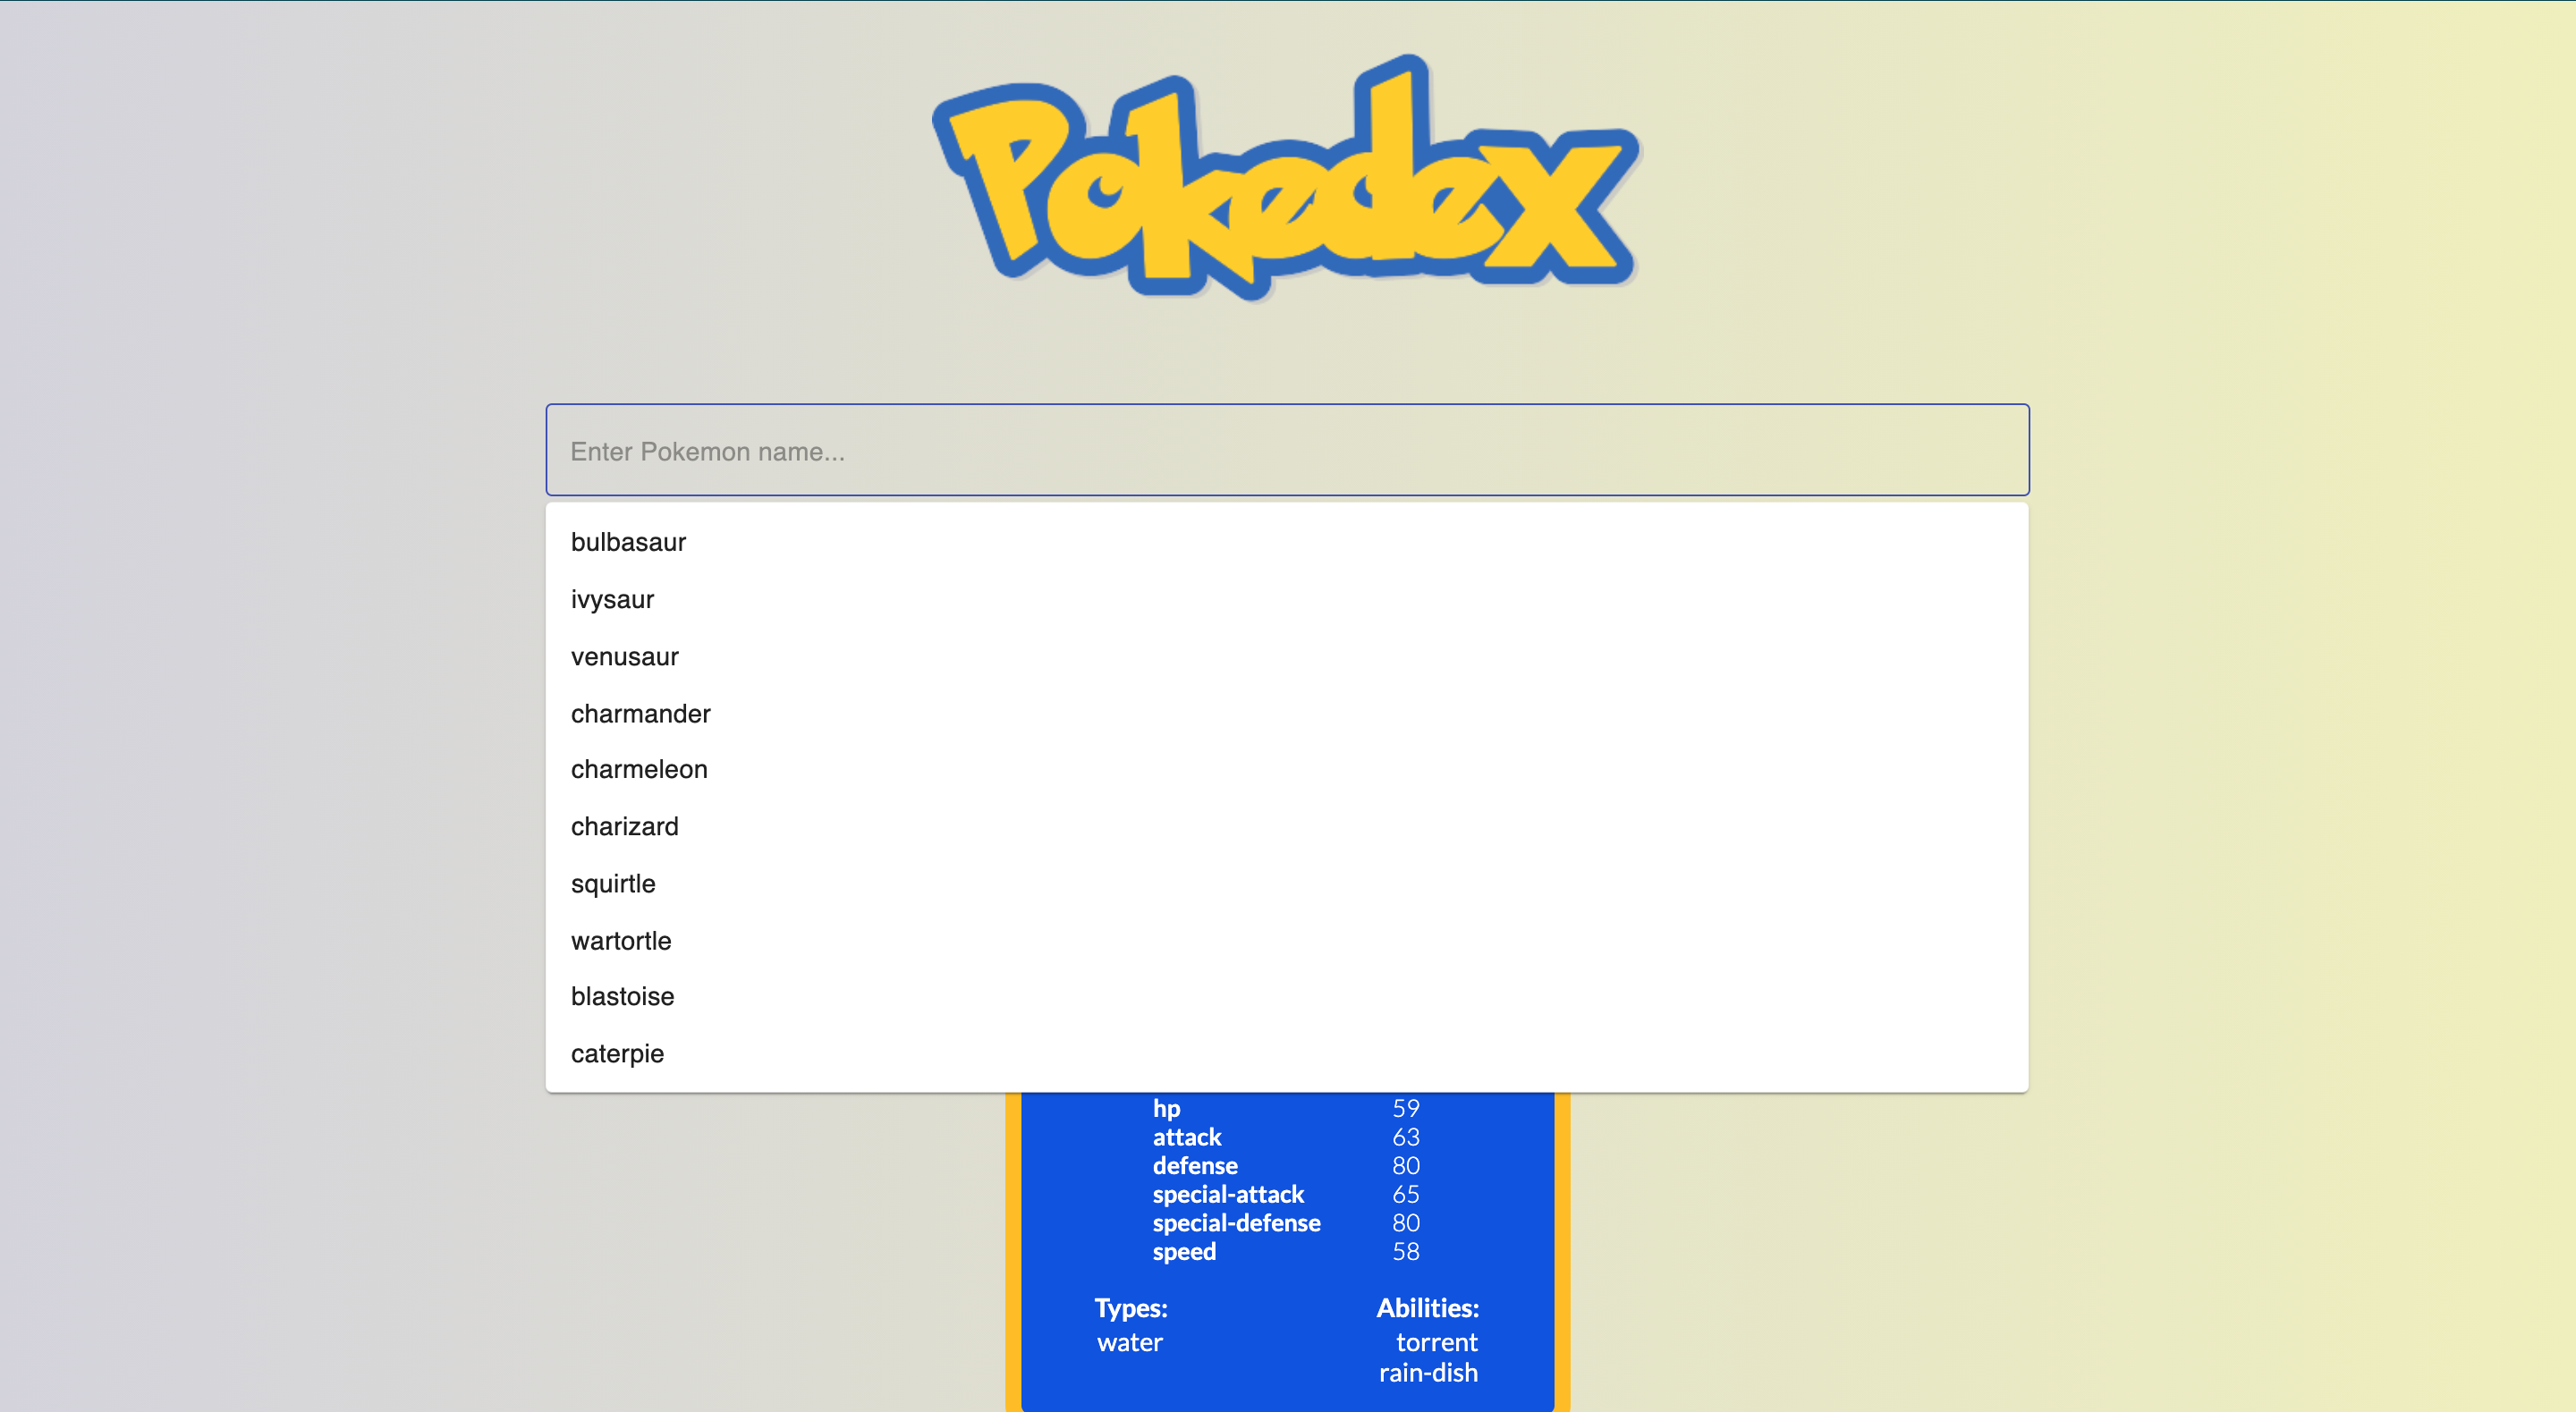 Pokedex
Enter Pokemon name...
bulbasaur
ivysaur
venusaur
charmander
charmeleon
charizard
squirtle
wartortle
blastoise
caterpie
hp 59
attack 63
defense 80
special-attack 65
special-defense 80
speed 58
Types: Abilities:
water torrent
rain-dish